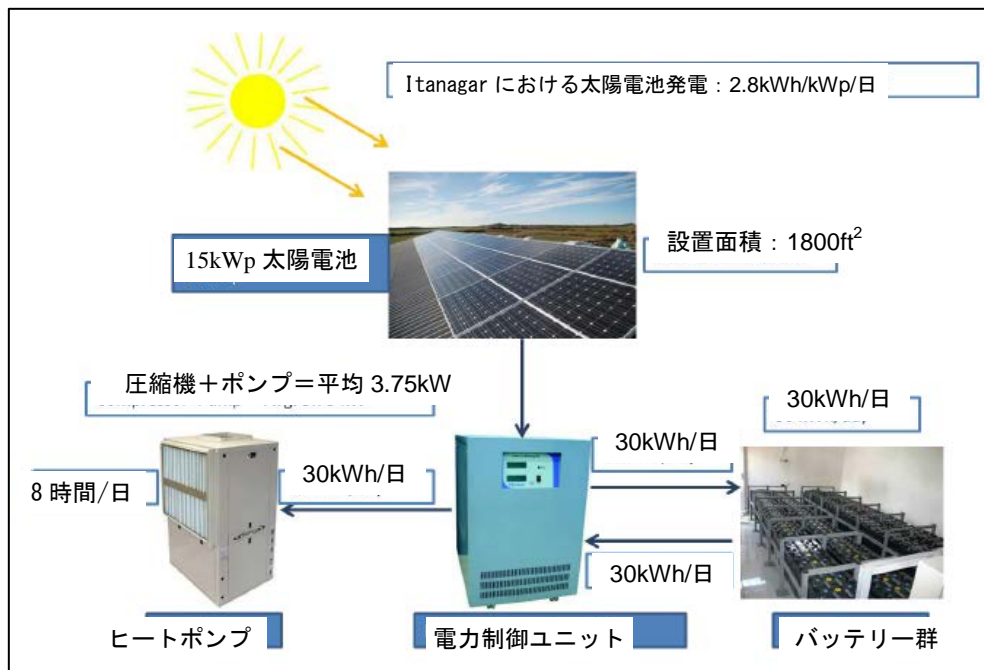 Itanagar における太陽電池発電：2.8kWh/kWp/日
15kWp 太陽電池
設置面積：1800ft²
圧縮機＋ポンプ＝平均 3.75kW
8 時間/日
30kWh/日
30kWh/日
30kWh/日
30kWh/日
ヒートポンプ
電力制御ユニット
バッテリー群